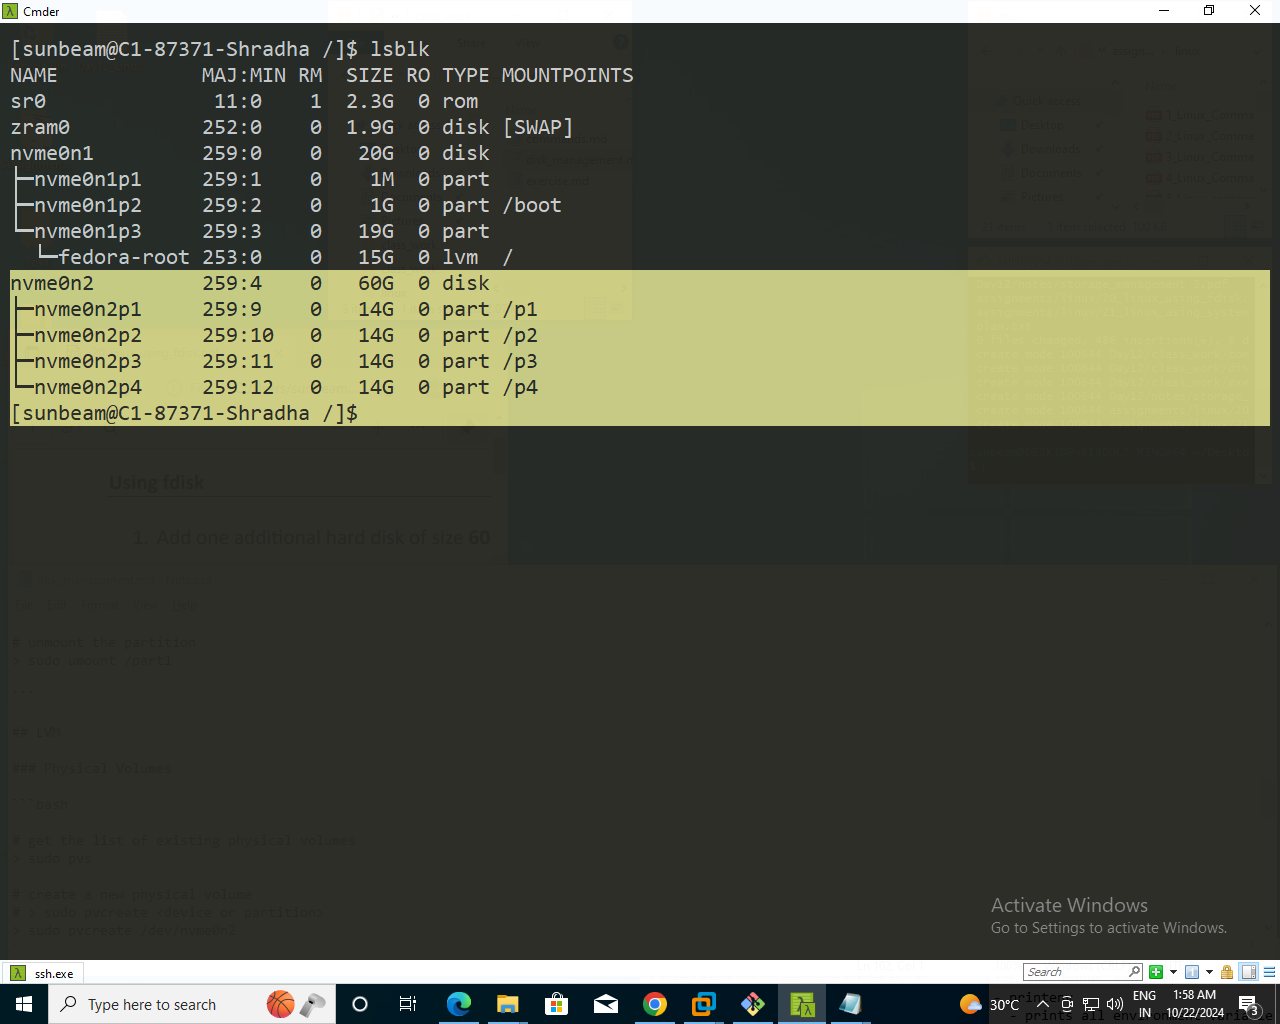 Cmder
[sunbeam@C1-87371-Shradha /]$ lsblk
NAME            MAJ:MIN RM  SIZE RO TYPE MOUNTPOINTS
sr0              11:0    1  2.3G  0 rom
zram0           252:0    0  1.9G  0 disk [SWAP]
nvme0n1         259:0    0   20G  0 disk
├─nvme0n1p1     259:1    0    1M  0 part
├─nvme0n1p2     259:2    0    1G  0 part /boot
└─nvme0n1p3     259:3    0   19G  0 part
  └─fedora-root 253:0    0   15G  0 lvm  /
nvme0n2         259:4    0   60G  0 disk
├─nvme0n2p1     259:9    0   14G  0 part /p1
├─nvme0n2p2     259:10   0   14G  0 part /p2
├─nvme0n2p3     259:11   0   14G  0 part /p3
└─nvme0n2p4     259:12   0   14G  0 part /p4
[sunbeam@C1-87371-Shradha /]$
Using fdisk
1. Add one additional hard disk of size 60
# unmount the partition
> sudo umount /part1
## LVM
### Physical Volumes
# get the list of existing physical volumes
> sudo pvs
# create a new physical volume
# > sudo pvcreate <device or partition>
> sudo pvcreate /dev/nvme0n2
Activate Windows
Go to Settings to activate Windows.
ssh.exe
Search
Type here to search
30°C
ENG
IN
1:58 AM
10/22/2024
3